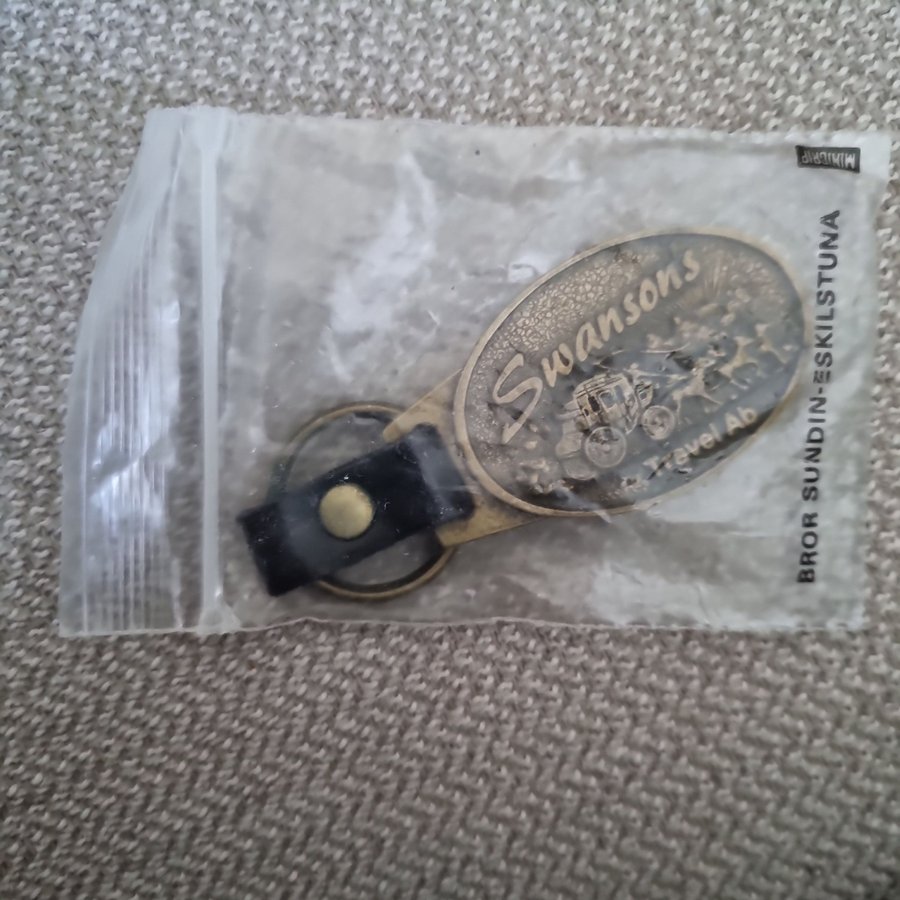 Swansons
Travel Ab
BROR SUNDIN-ESKILSTUNA
MINIGRIP